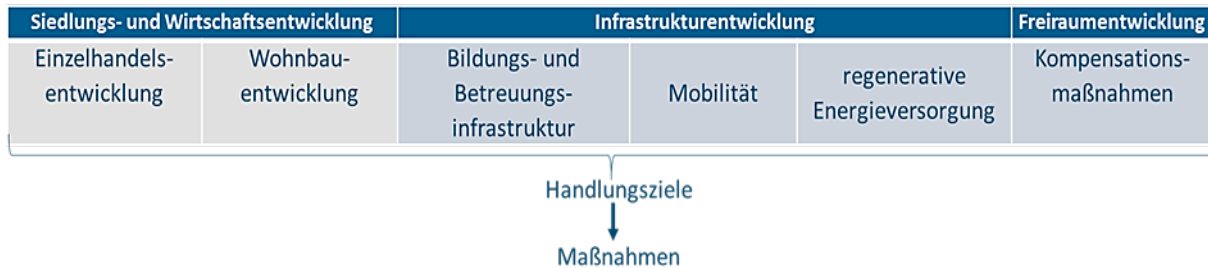 Siedlungs- und Wirtschaftsentwicklung
Infrastrukturentwicklung
Freiraumentwicklung
Einzelhandels-
entwicklung
Wohnbau-
entwicklung
Bildungs- und
Betreuungs-
infrastruktur
Mobilität
regenerative
Energieversorgung
Kompensations-
maßnahmen
Handlungsziele
Maßnahmen